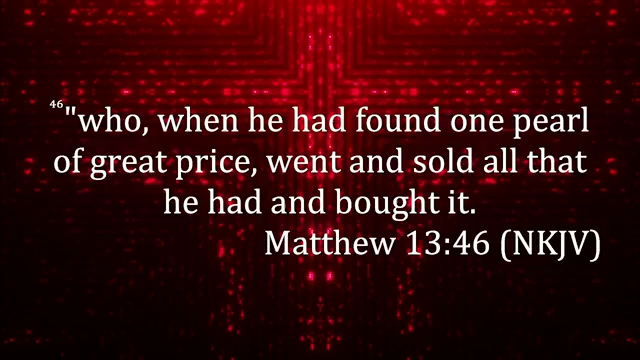 46"who, when he had found one pearl
of great price, went and sold all that
he had and bought it.
Matthew 13:46 (NKJV)